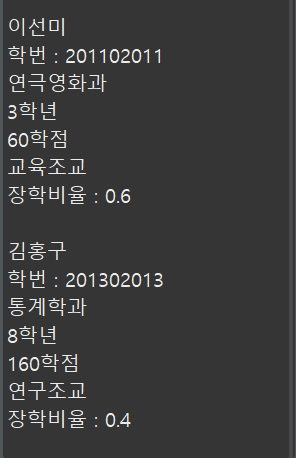 이선미
학번 : 201102011
연극영화과
3학년
60학점
교육조교
장학비율 : 0.6
김홍구
학번 : 201302013
통계학과
8학년
160학점
연구조교
장학비율 : 0.4